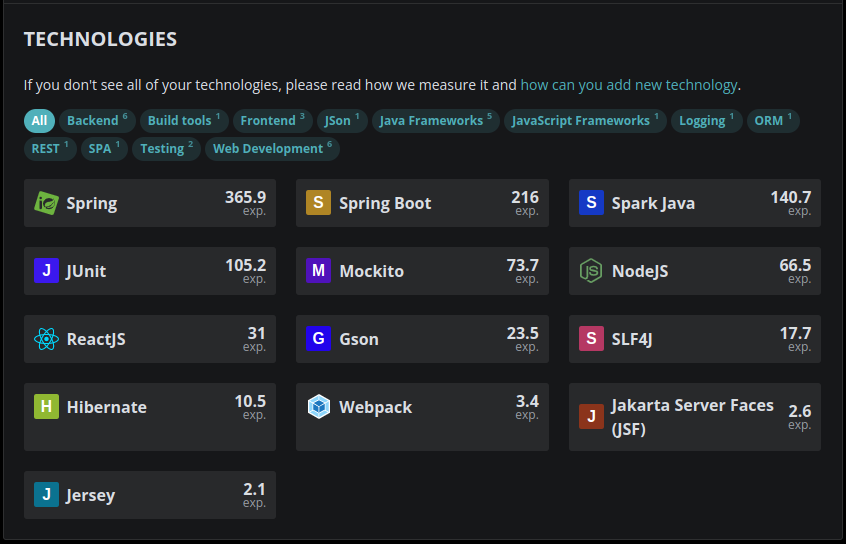 TECHNOLOGIES
If you don't see all of your technologies, please read how we measure it and how can you add new technology.
All Backend 6 Build tools 1 Frontend 3 JSon 1 Java Frameworks 5 JavaScript Frameworks 1 Logging 1 ORM 1
REST 1 SPA 1 Testing 2 Web Development 6
Spring 365.9 exp.
S Spring Boot 216 exp.
S Spark Java 140.7 exp.
J JUnit 105.2 exp.
M Mockito 73.7 exp.
JS NodeJS 66.5 exp.
ReactJS 31 exp.
G Gson 23.5 exp.
S SLF4J 17.7 exp.
H Hibernate 10.5 exp.
Webpack 3.4 exp.
J Jakarta Server Faces (JSF) 2.6 exp.
J Jersey 2.1 exp.